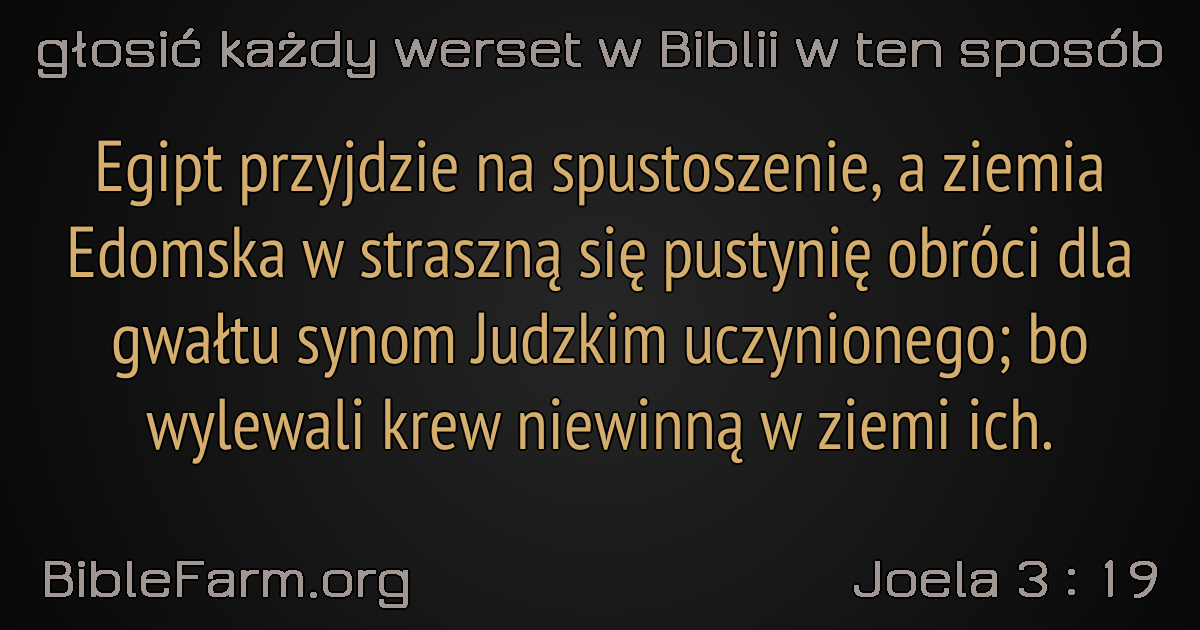 głosić każdy werset w Biblii w ten sposób
Egipt przyjdzie na spustoszenie, a ziemia
Edomska w straszną się pustynię obróci dla
gwałtu synom Judzkim uczynionego; bo
wylewali krew niewinną w ziemi ich.
BibleFarm.org
Joela 3 : 19